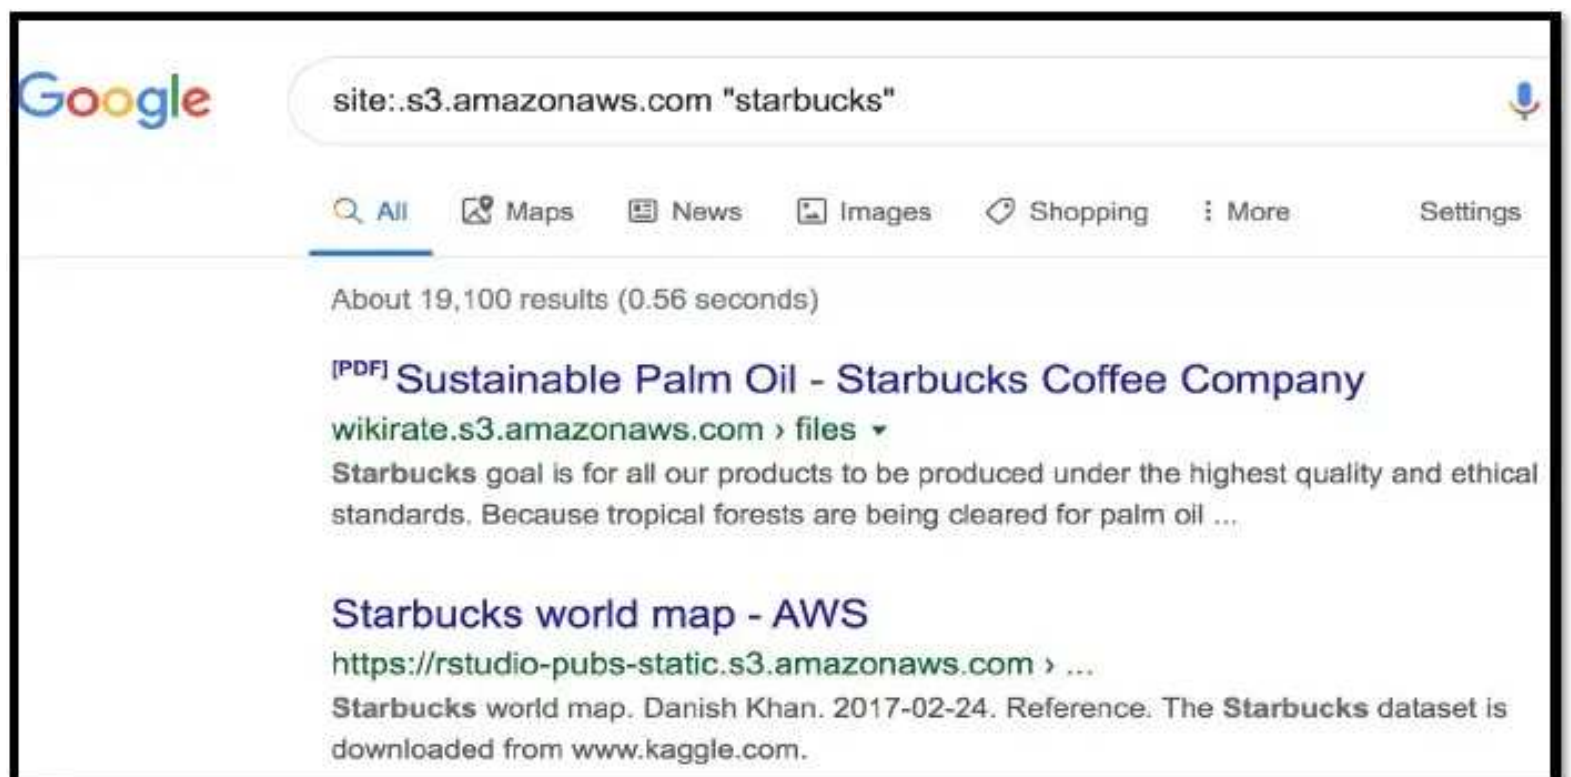 Google
site:.s3.amazonaws.com "starbucks"
All Maps News Images Shopping More Settings
About 19,100 results (0.56 seconds)
[PDF] Sustainable Palm Oil - Starbucks Coffee Company
wikirate.s3.amazonaws.com › files
Starbucks goal is for all our products to be produced under the highest quality and ethical
standards. Because tropical forests are being cleared for palm oil ...
Starbucks world map - AWS
https://rstudio-pubs-static.s3.amazonaws.com › ...
Starbucks world map. Danish Khan. 2017-02-24. Reference. The Starbucks dataset is
downloaded from www.kaggle.com.